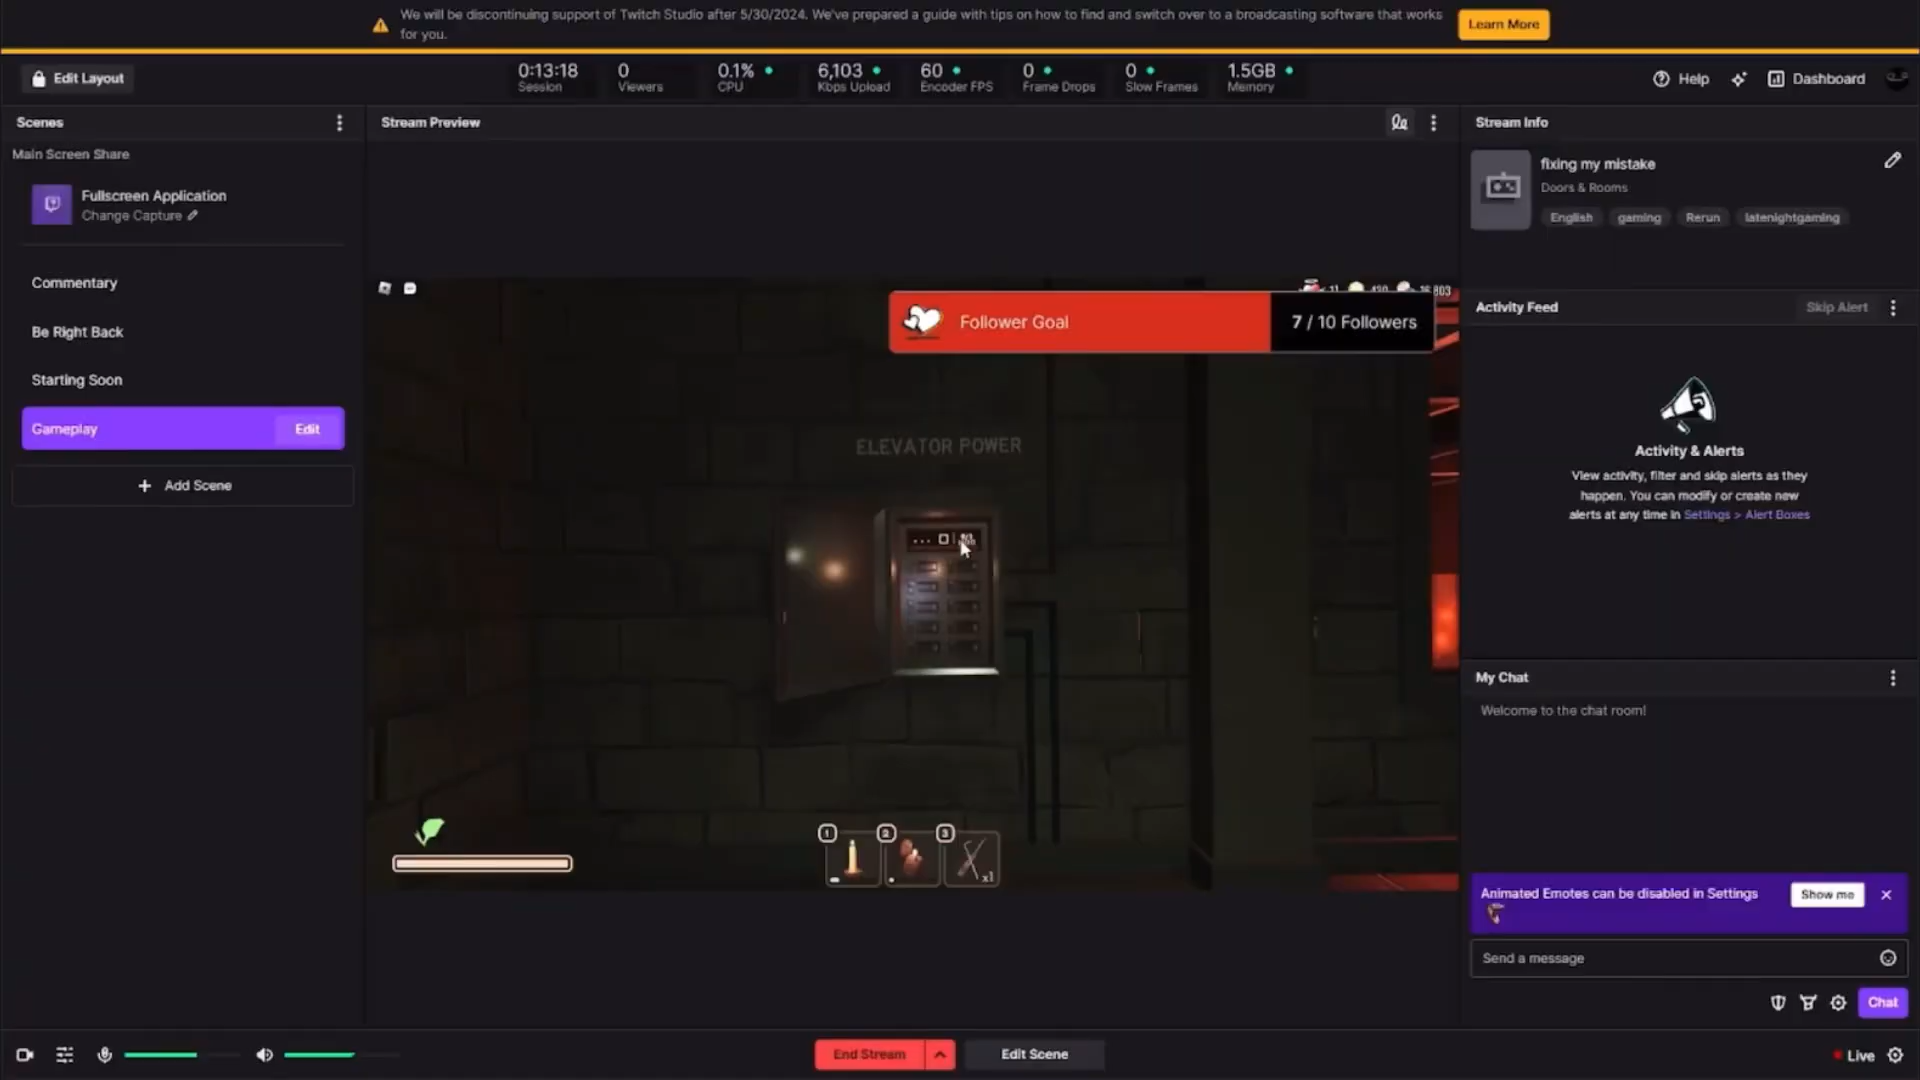 We will be discontinuing support of Twitch Studio after 5/30/2024. We've prepared a guide with tips on how to find and switch over to a broadcasting software that works
for you.
Learn More
Edit Layout
0:13:18
Session
0
Viewers
0.1%
CPU
6,103
Kbps Upload
60
Encoder FPS
0
Frame Drops
0
Slow Frames
1.5GB
Memory
Help
Dashboard
Scenes
Main Screen Share
Fullscreen Application
Change Capture
Commentary
Be Right Back
Starting Soon
Gameplay
Edit
+ Add Scene
Stream Preview
Follower Goal
7 / 10 Followers
ELEVATOR POWER
1
2
3
x1
Stream Info
fixing my mistake
Doors & Rooms
English
gaming
Rerun
latenightgaming
Activity Feed
Skip Alert
Activity & Alerts
View activity, filter and skip alerts as they
happen. You can modify or create new
alerts at any time in Settings > Alert Boxes
My Chat
Welcome to the chat room!
Animated Emotes can be disabled in Settings
Show me
Send a message
Chat
End Stream
Edit Scene
Live